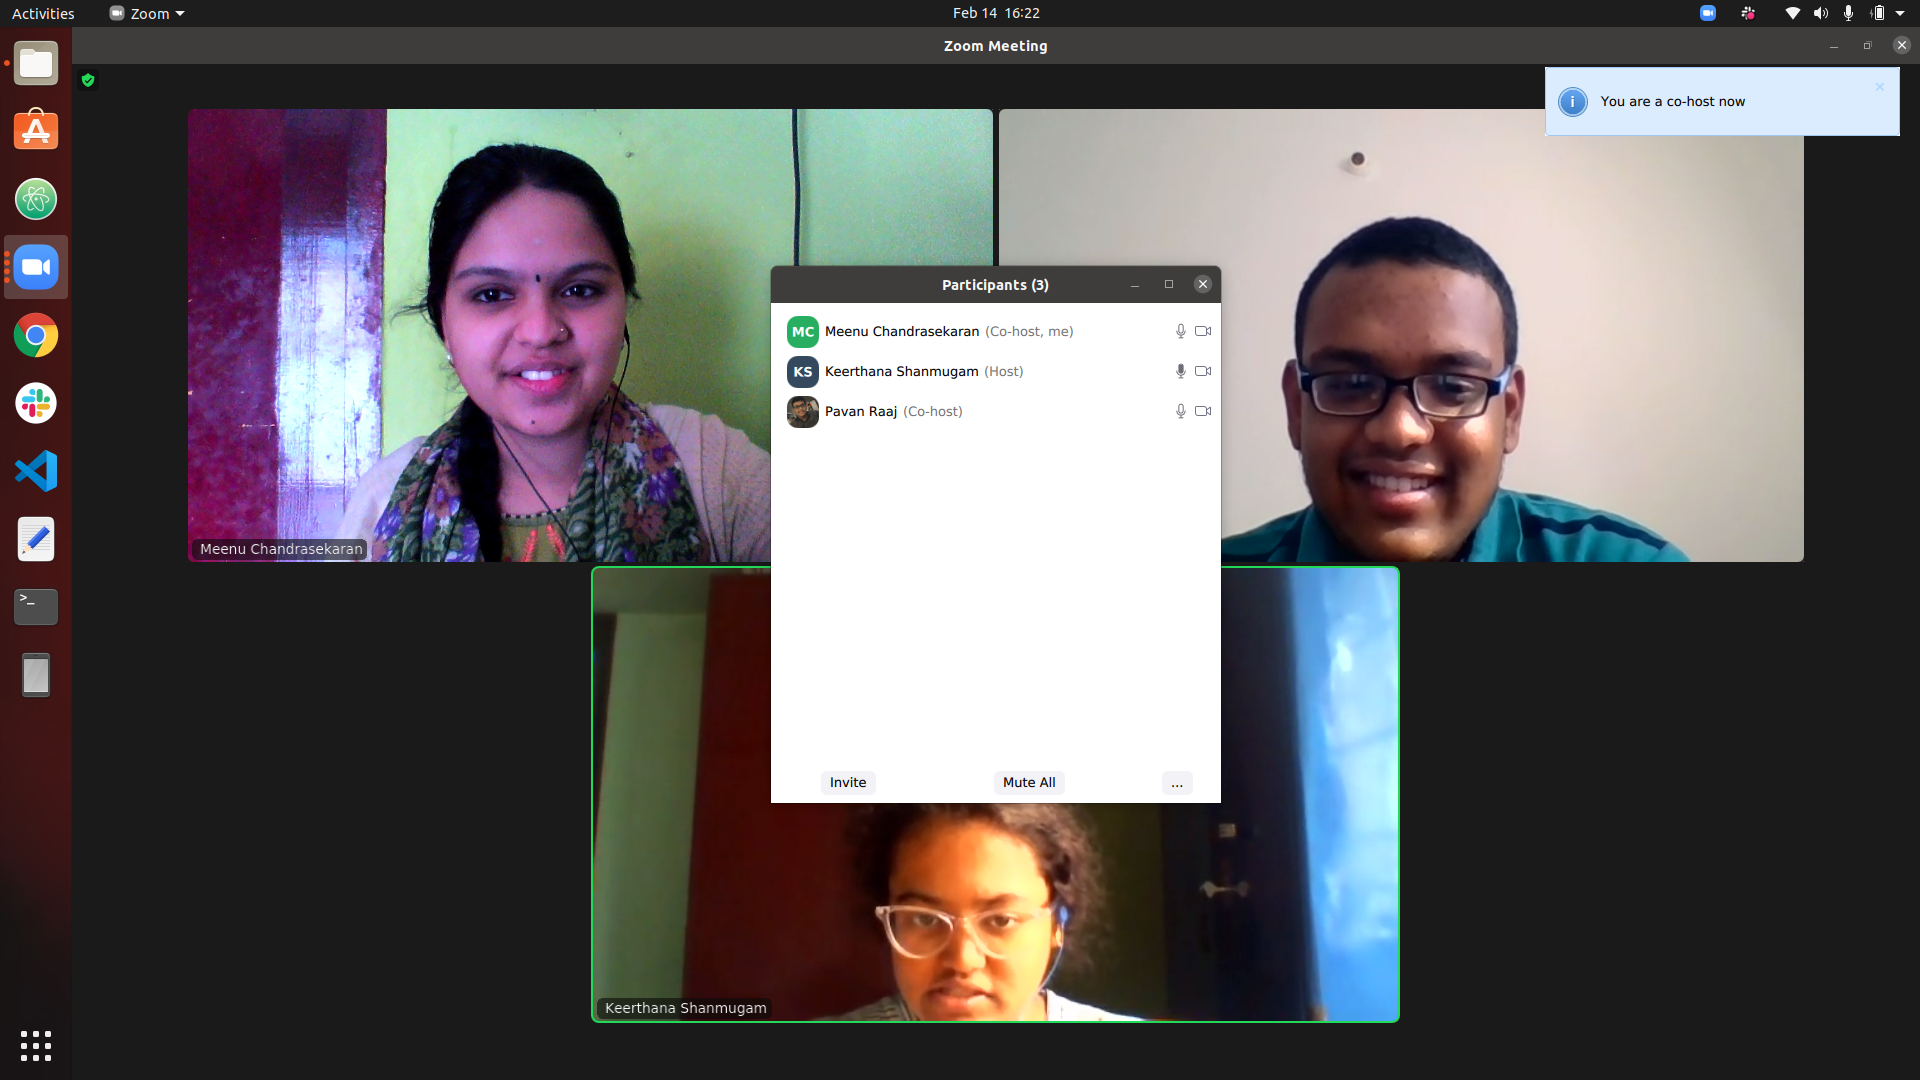 Activities
Zoom
Feb 14 16:22
Zoom Meeting
You are a co-host now
Participants (3)
MC Meenu Chandrasekaran (Co-host, me)
KS Keerthana Shanmugam (Host)
Pavan Raaj (Co-host)
Meenu Chandrasekaran
>_
Invite
Mute All
...
Keerthana Shanmugam